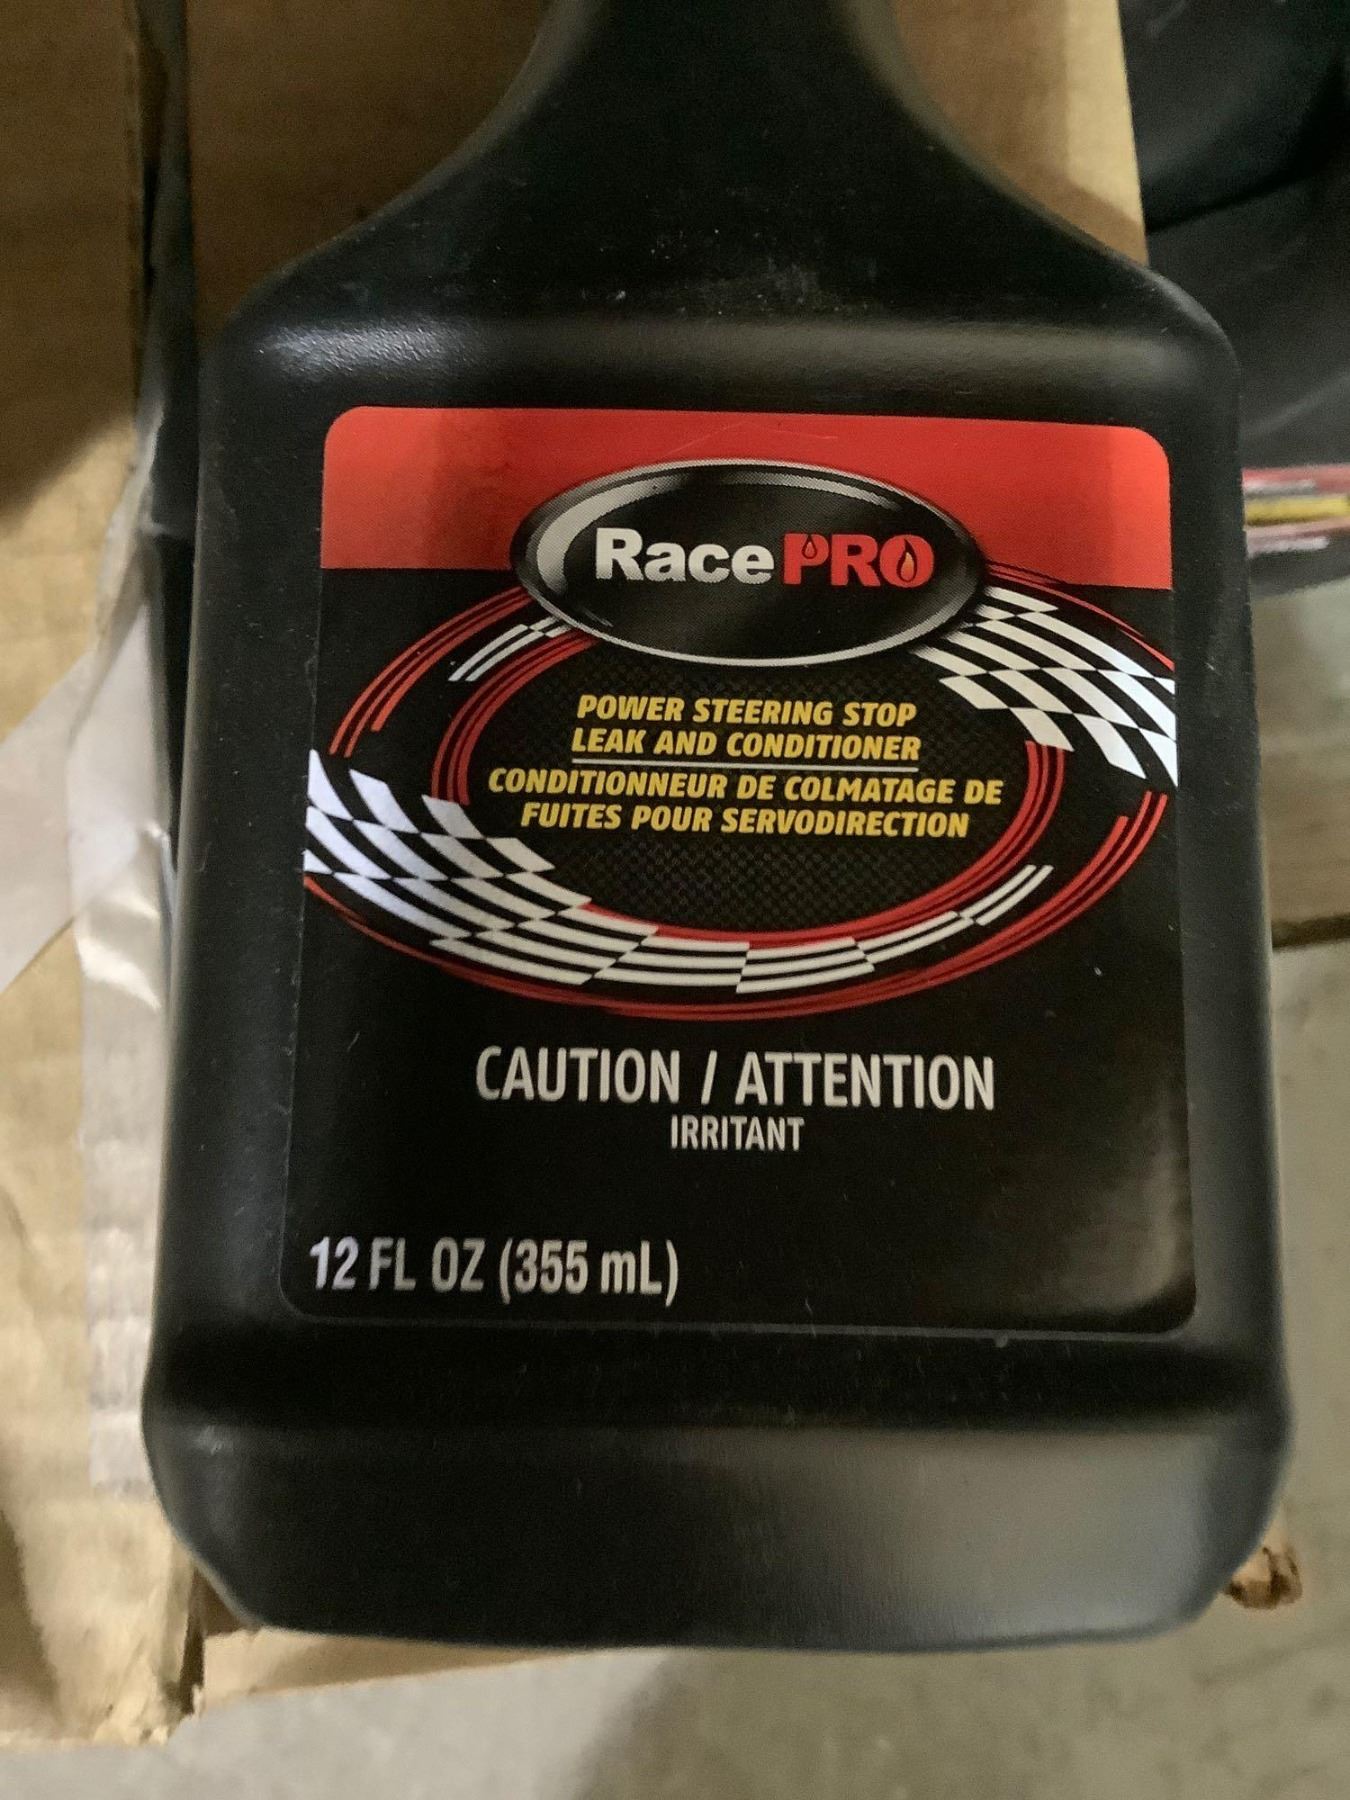 RacePRO
POWER STEERING STOP
LEAK AND CONDITIONER
CONDITIONNEUR DE COLMATAGE DE
FUITES POUR SERVODIRECTION
CAUTION / ATTENTION
IRRITANT
12 FL OZ (355 mL)